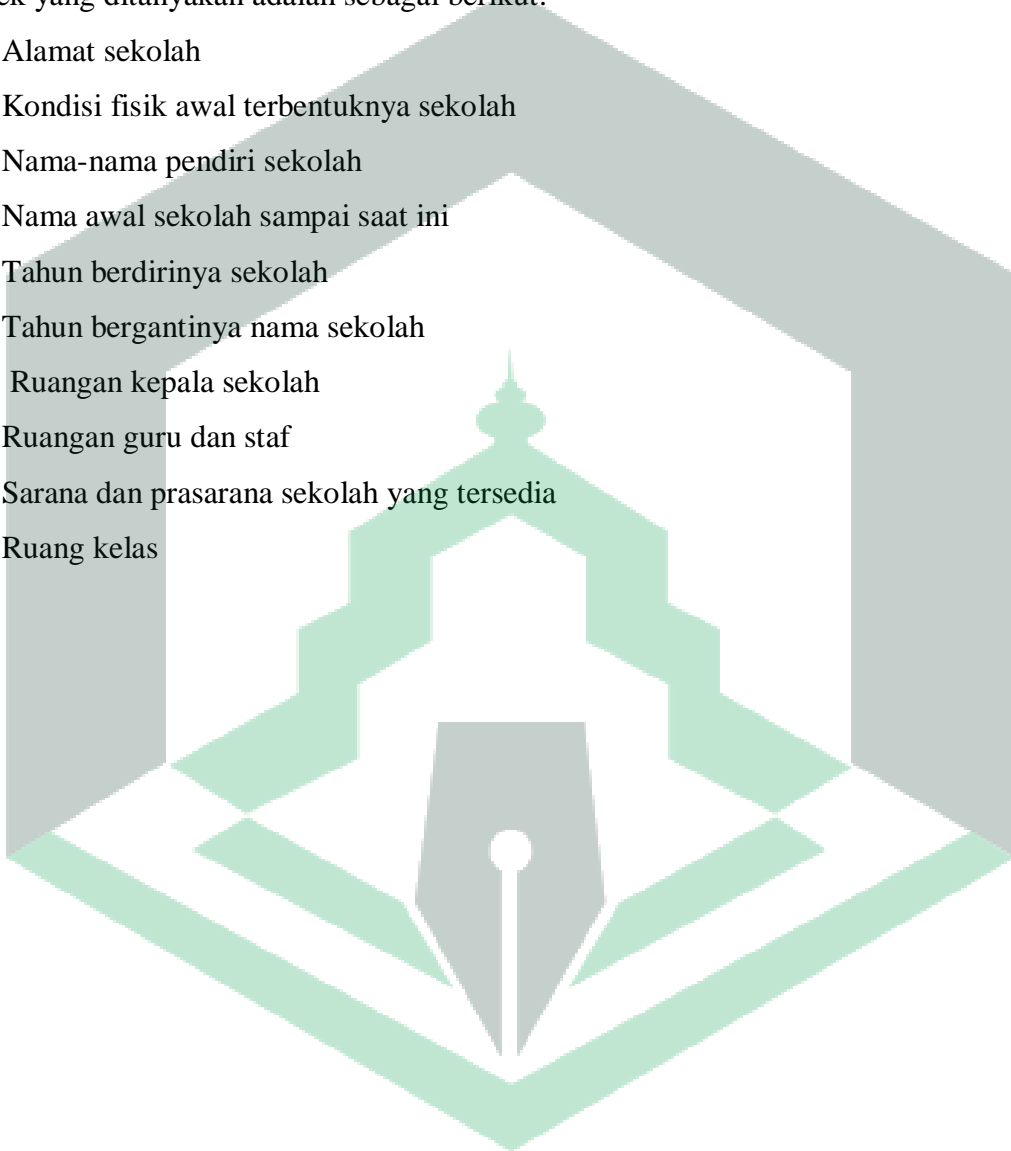 yang ditanyakan adalah sebagai berikut:
Alamat sekolah
Kondisi fisik awal terbentuknya sekolah
Nama-nama pendiri sekolah
Nama awal sekolah sampai saat ini
Tahun berdirinya sekolah
Tahun bergantinya nama sekolah
Ruangan kepala sekolah
Ruangan guru dan staf
Sarana dan prasarana sekolah yang tersedia
Ruang kelas